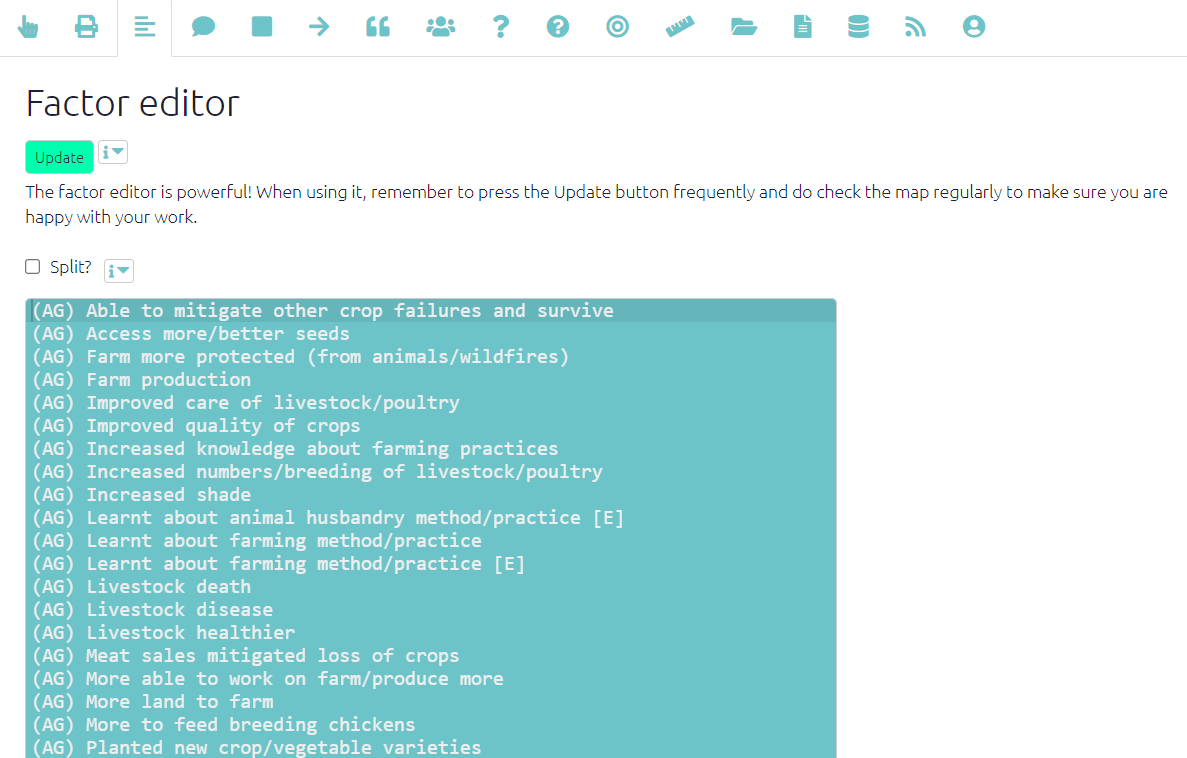 Factor editor
Update
The factor editor is powerful! When using it, remember to press the Update button frequently and do check the map regularly to make sure you are
happy with your work.
Split?
(AG) Able to mitigate other crop failures and survive
(AG) Access more/better seeds
(AG) Farm more protected (from animals/wildfires)
(AG) Farm production
(AG) Improved care of livestock/poultry
(AG) Improved quality of crops
(AG) Increased knowledge about farming practices
(AG) Increased numbers/breeding of livestock/poultry
(AG) Increased shade
(AG) Learnt about animal husbandry method/practice [E]
(AG) Learnt about farming method/practice
(AG) Learnt about farming method/practice [E]
(AG) Livestock death
(AG) Livestock disease
(AG) Livestock healthier
(AG) Meat sales mitigated loss of crops
(AG) More able to work on farm/produce more
(AG) More land to farm
(AG) More to feed breeding chickens
(AG) Planted new crop/vegetable varieties